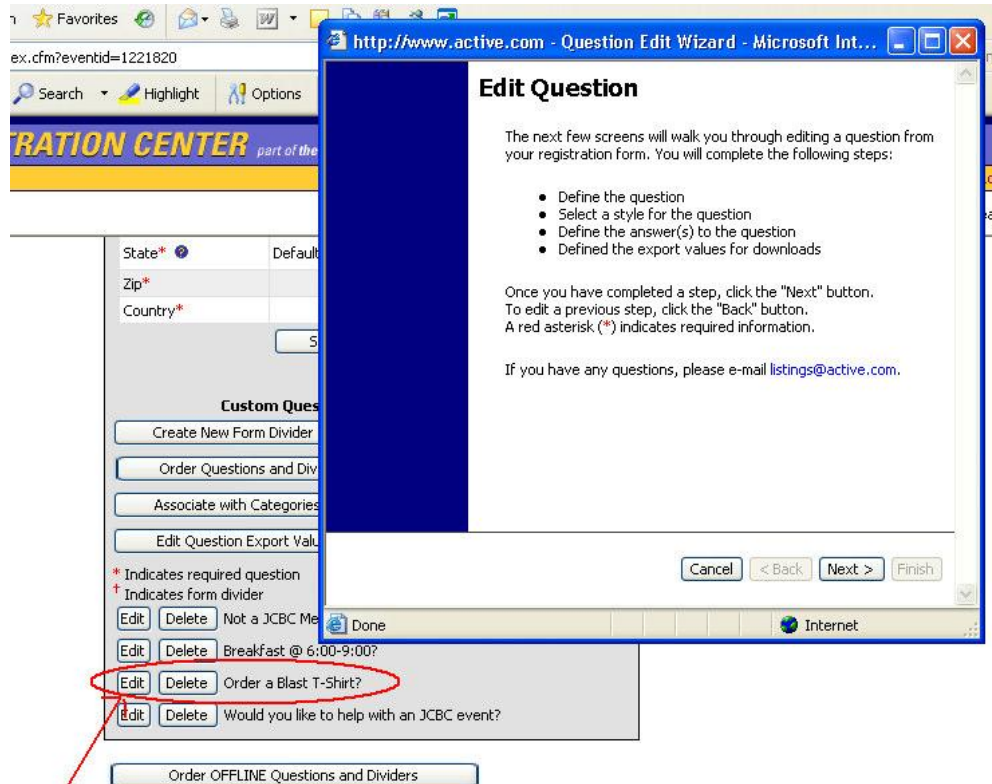 Favorites
http://www.active.com - Question Edit Wizard - Microsoft Int...
ex.cfm?eventid=1221820
Search Highlight Options
RATION CENTER part of the
Edit Question
The next few screens will walk you through editing a question from
your registration form. You will complete the following steps:
Define the question
Select a style for the question
Define the answer(s) to the question
Defined the export values for downloads
Once you have completed a step, click the "Next" button.
To edit a previous step, click the "Back" button.
A red asterisk (*) indicates required information.
If you have any questions, please e-mail listings@active.com.
Cancel < Back Next > Finish
Done Internet
State* Default
Zip*
Country*
S
Custom Ques
Create New Form Divider
Order Questions and Div
Associate with Categories
Edit Question Export Valu
* Indicates required question
† Indicates form divider
Edit Delete Not a JCBC Me
Edit Delete Breakfast @ 6:00-9:00?
Edit Delete Order a Blast T-Shirt?
Edit Delete Would you like to help with an JCBC event?
Order OFFLINE Questions and Dividers